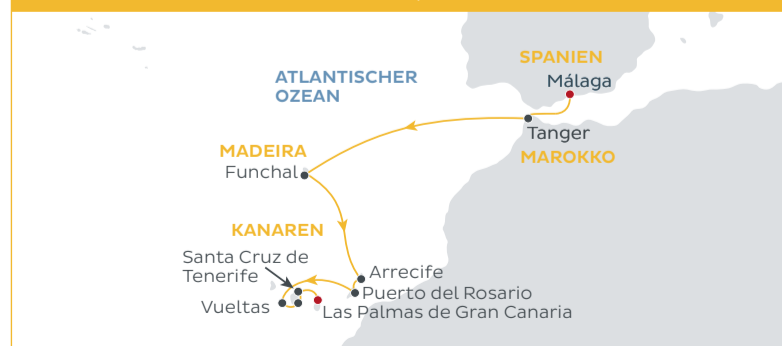 SPANIEN
Málaga
ATLANTISCHER
OZEAN
Tanger
MAROKKO
MADEIRA
Funchal
KANAREN
Santa Cruz de
Tenerife
Arrecife
Puerto del Rosario
Vueltas
Las Palmas de Gran Canaria